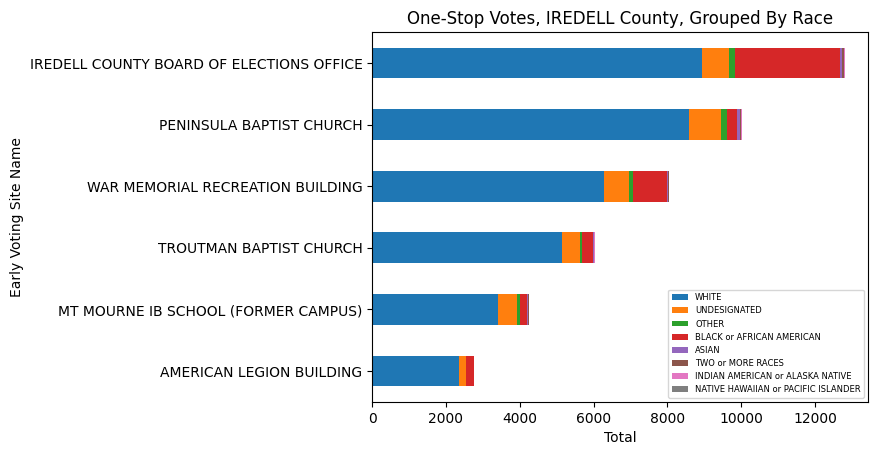 One-Stop Votes, IREDELL County, Grouped By Race
Early Voting Site Name
IREDELL COUNTY BOARD OF ELECTIONS OFFICE
PENINSULA BAPTIST CHURCH
WAR MEMORIAL RECREATION BUILDING
TROUTMAN BAPTIST CHURCH
MT MOURNE IB SCHOOL (FORMER CAMPUS)
AMERICAN LEGION BUILDING
WHITE
UNDESIGNATED
OTHER
BLACK or AFRICAN AMERICAN
ASIAN
TWO or MORE RACES
INDIAN AMERICAN or ALASKA NATIVE
NATIVE HAWAIIAN or PACIFIC ISLANDER
0 2000 4000 6000 8000 10000 12000
Total